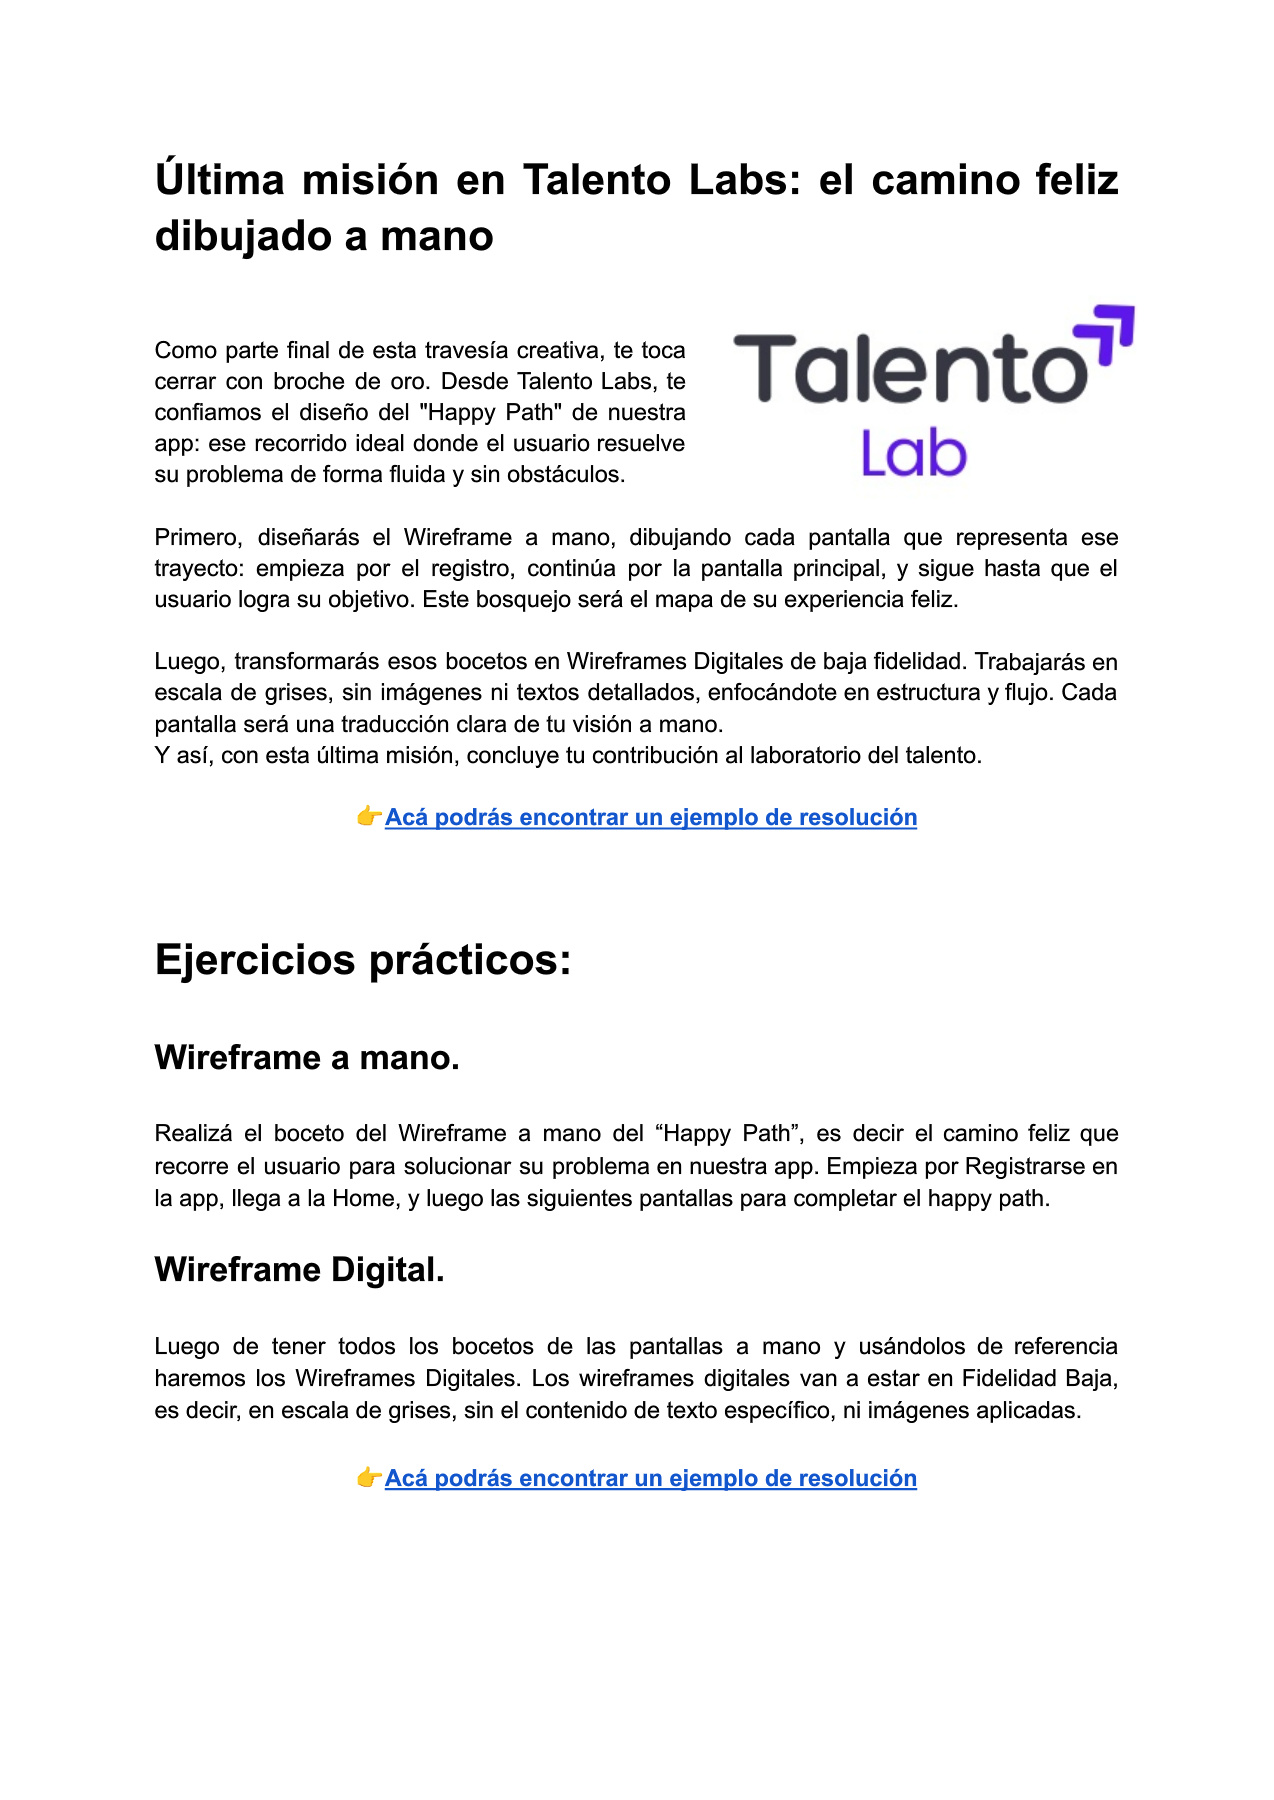 Última misión en Talento Labs: el camino feliz
dibujado a mano
Como parte final de esta travesía creativa, te toca
cerrar con broche de oro. Desde Talento Labs, te
confiamos el diseño del "Happy Path" de nuestra
app: ese recorrido ideal donde el usuario resuelve
su problema de forma fluida y sin obstáculos.
Talento
Lab
Primero, diseñarás el Wireframe a mano, dibujando cada pantalla que representa ese
trayecto: empieza por el registro, continúa por la pantalla principal, y sigue hasta que el
usuario logra su objetivo. Este bosquejo será el mapa de su experiencia feliz.
Luego, transformarás esos bocetos en Wireframes Digitales de baja fidelidad. Trabajarás en
escala de grises, sin imágenes ni textos detallados, enfocándote en estructura y flujo. Cada
pantalla será una traducción clara de tu visión a mano.
Y así, con esta última misión, concluye tu contribución al laboratorio del talento.
👉Acá podrás encontrar un ejemplo de resolución
Ejercicios prácticos:
Wireframe a mano.
Realizá el boceto del Wireframe a mano del “Happy Path”, es decir el camino feliz que
recorre el usuario para solucionar su problema en nuestra app. Empieza por Registrarse en
la app, llega a la Home, y luego las siguientes pantallas para completar el happy path.
Wireframe Digital.
Luego de tener todos los bocetos de las pantallas a mano y usándolos de referencia
haremos los Wireframes Digitales. Los wireframes digitales van a estar en Fidelidad Baja,
es decir, en escala de grises, sin el contenido de texto específico, ni imágenes aplicadas.
👉Acá podrás encontrar un ejemplo de resolución